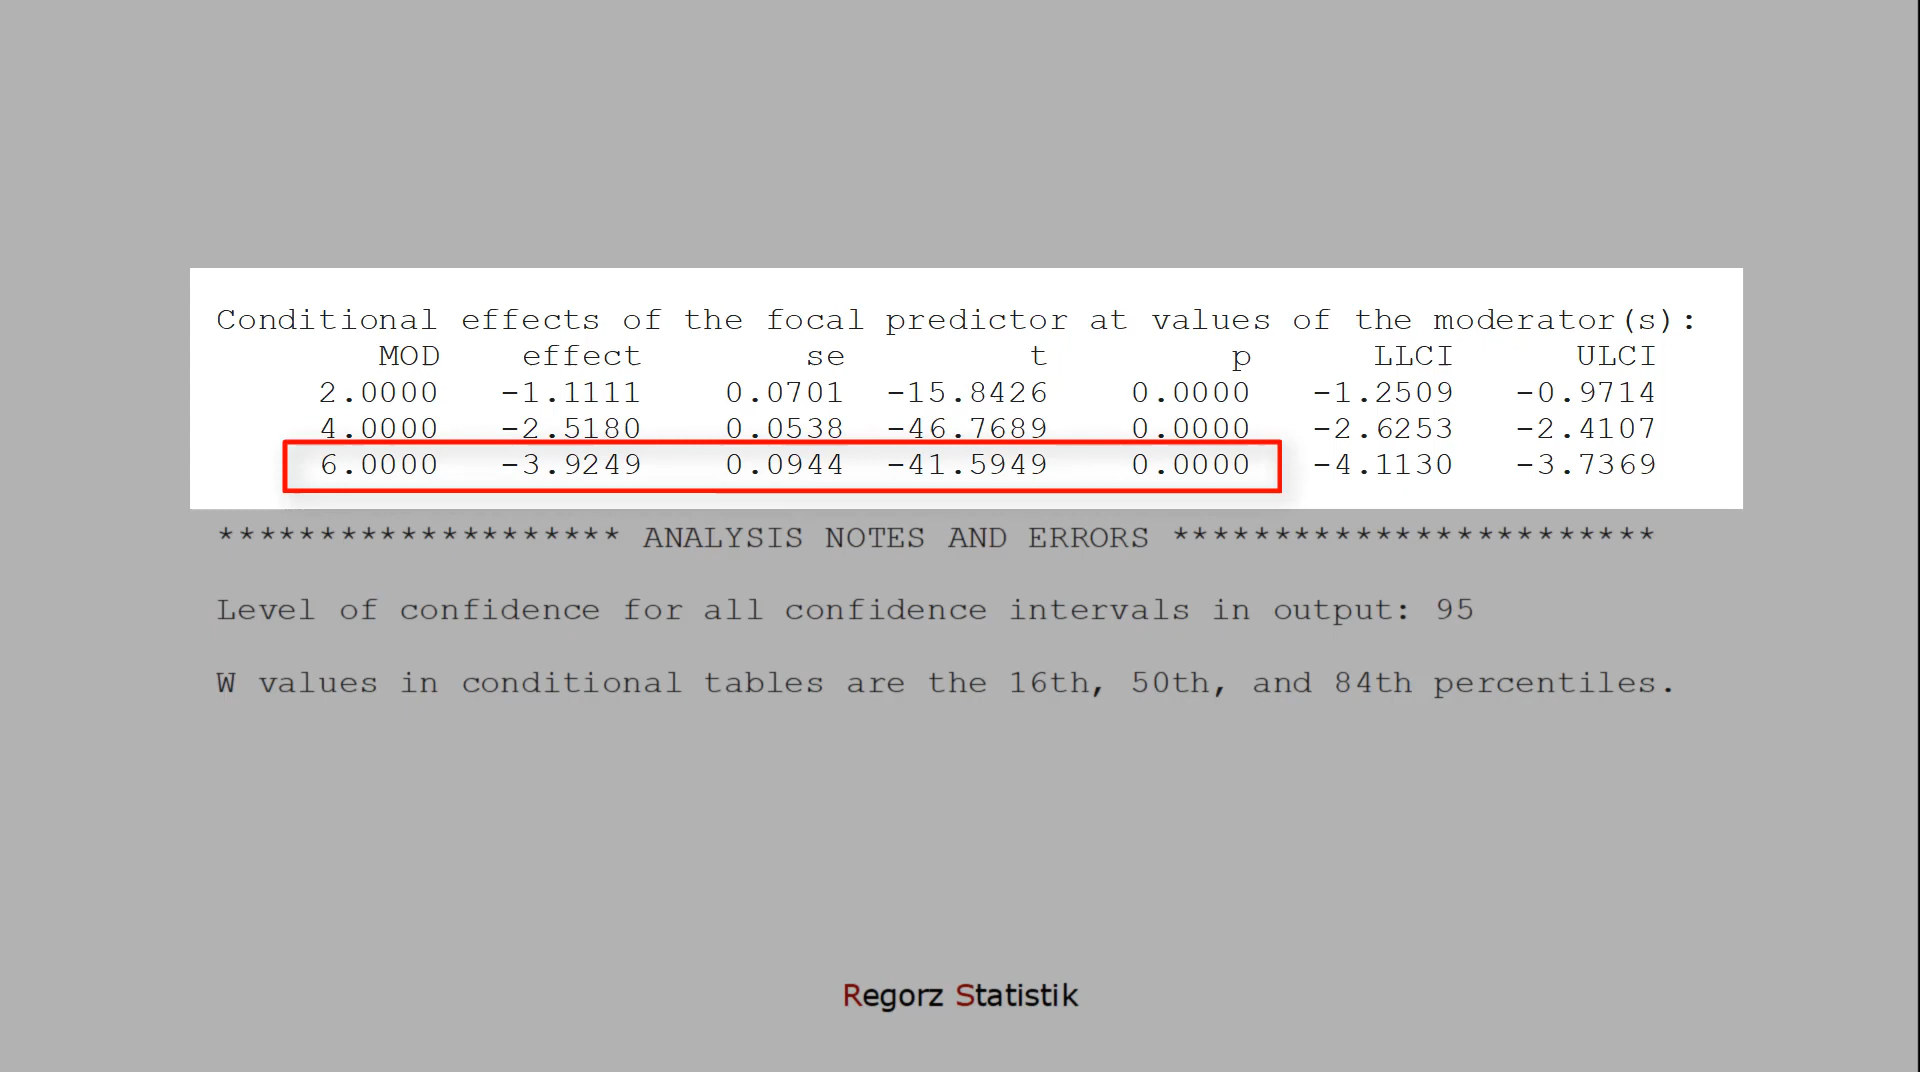 Conditional effects of the focal predictor at values of the moderator(s):
MOD effect se t p LLCI ULCI
2.0000 -1.1111 0.0701 -15.8426 0.0000 -1.2509 -0.9714
4.0000 -2.5180 0.0538 -46.7689 0.0000 -2.6253 -2.4107
6.0000 -3.9249 0.0944 -41.5949 0.0000 -4.1130 -3.7369
******************** ANALYSIS NOTES AND ERRORS ************************
Level of confidence for all confidence intervals in output: 95
W values in conditional tables are the 16th, 50th, and 84th percentiles.
Regorz Statistik